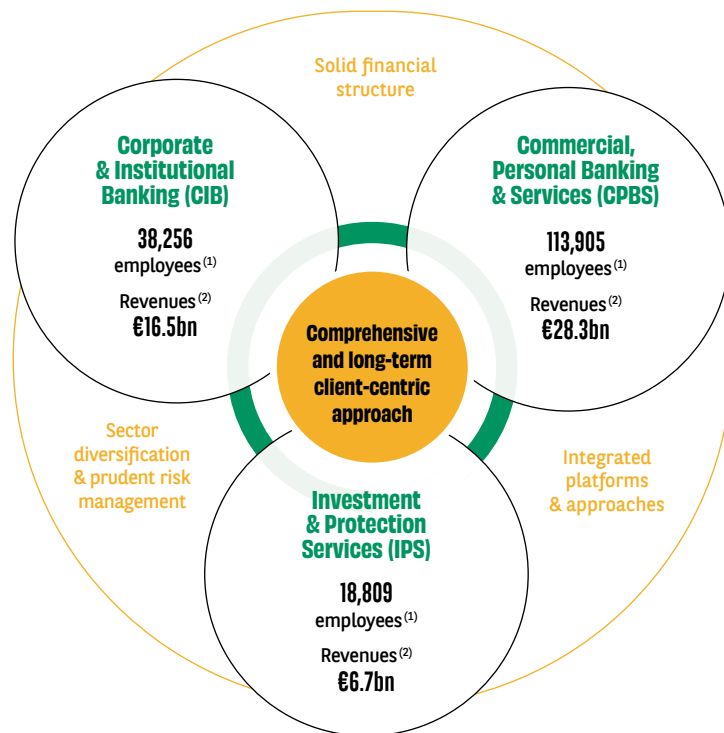 Solid financial
structure
Corporate
& Institutional
Banking (CIB)
38,256
employees (1)
Revenues (2)
€16.5bn
Commercial,
Personal Banking
& Services (CPBS)
113,905
employees (1)
Revenues (2)
€28.3bn
Comprehensive
and long-term
client-centric
approach
Sector
diversification
& prudent risk
management
Integrated
platforms
& approaches
Investment
& Protection
Services (IPS)
18,809
employees (1)
Revenues (2)
€6.7bn